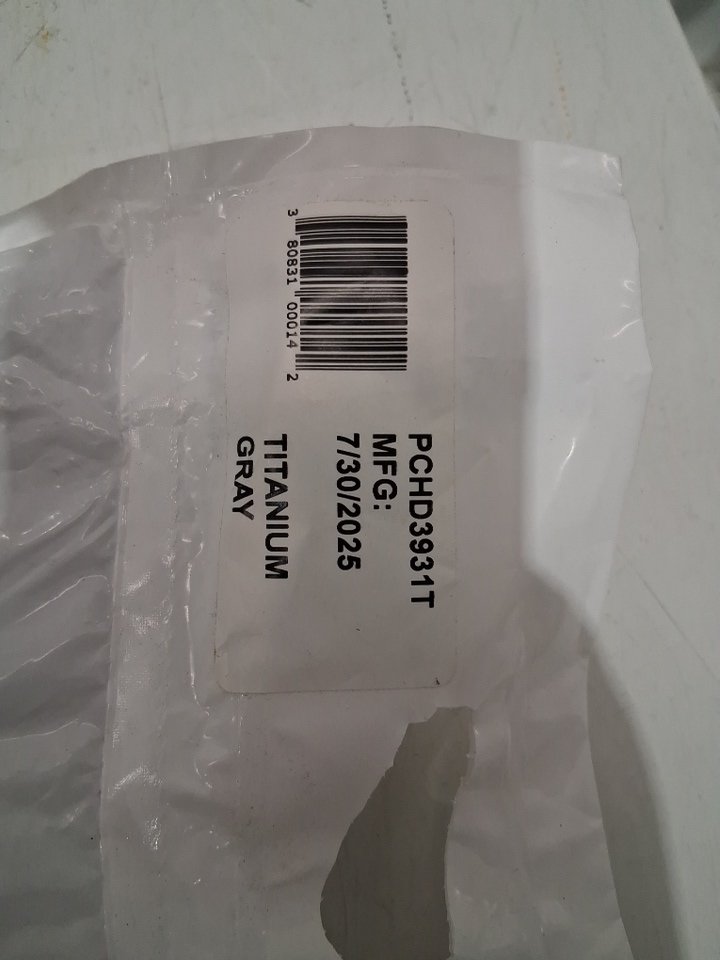 3 80831 00014 2
PCHD3931T
MFG:
7/30/2025
TITANIUM
GRAY